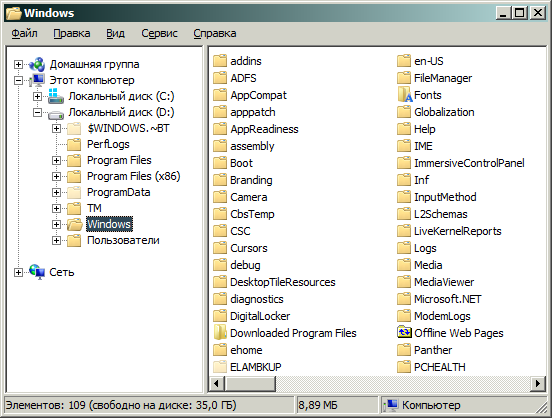 Windows
Файл Правка Вид Сервис Справка
Домашняя группа
Этот компьютер
Локальный диск (C:)
Локальный диск (D:)
$WINDOWS.~BT
PerfLogs
Program Files
Program Files (x86)
ProgramData
TM
Windows
Пользователи
Сеть
addins
ADFS
AppCompat
apppatch
AppReadiness
assembly
Boot
Branding
Camera
CbsTemp
CSC
Cursors
debug
DesktopTileResources
diagnostics
DigitalLocker
Downloaded Program Files
ehome
ELAMBKUP
en-US
FileManager
Fonts
Globalization
Help
IME
ImmersiveControlPanel
Inf
InputMethod
L2Schemas
LiveKernelReports
Logs
Media
MediaViewer
Microsoft.NET
ModemLogs
Offline Web Pages
Panther
PCHEALTH
Элементов: 109 (свободно на диске: 35,0 ГБ) 8,89 МБ Компьютер